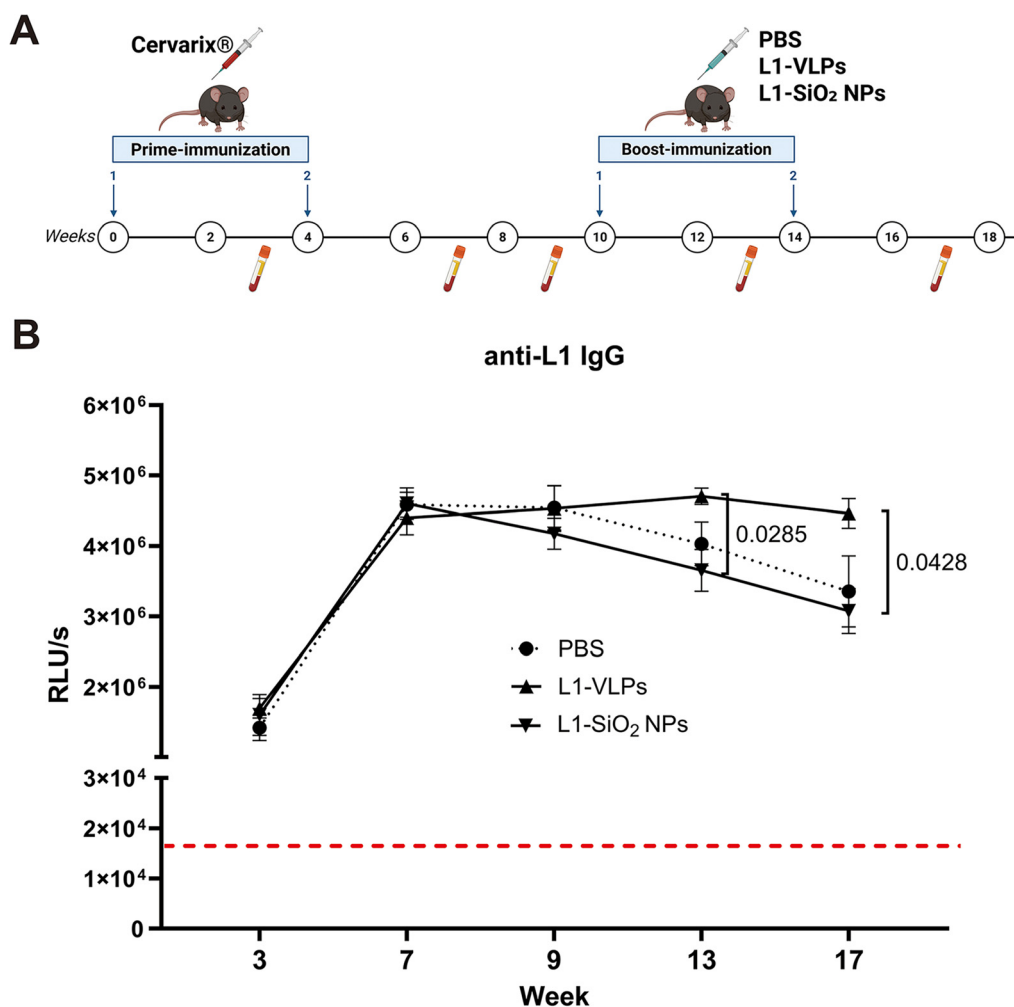 A
Cervarix®
PBS
L1-VLPs
L1-SiO₂ NPs
Prime-immunization
Boost-immunization
1 2 1 2
Weeks 0 2 4 6 8 10 12 14 16 18
B
anti-L1 IgG
6×10⁶
5×10⁶
4×10⁶
3×10⁶
2×10⁶
3×10⁴
2×10⁴
1×10⁴
0
RLU/s
0.0285
0.0428
PBS
L1-VLPs
L1-SiO₂ NPs
3 7 9 13 17
Week